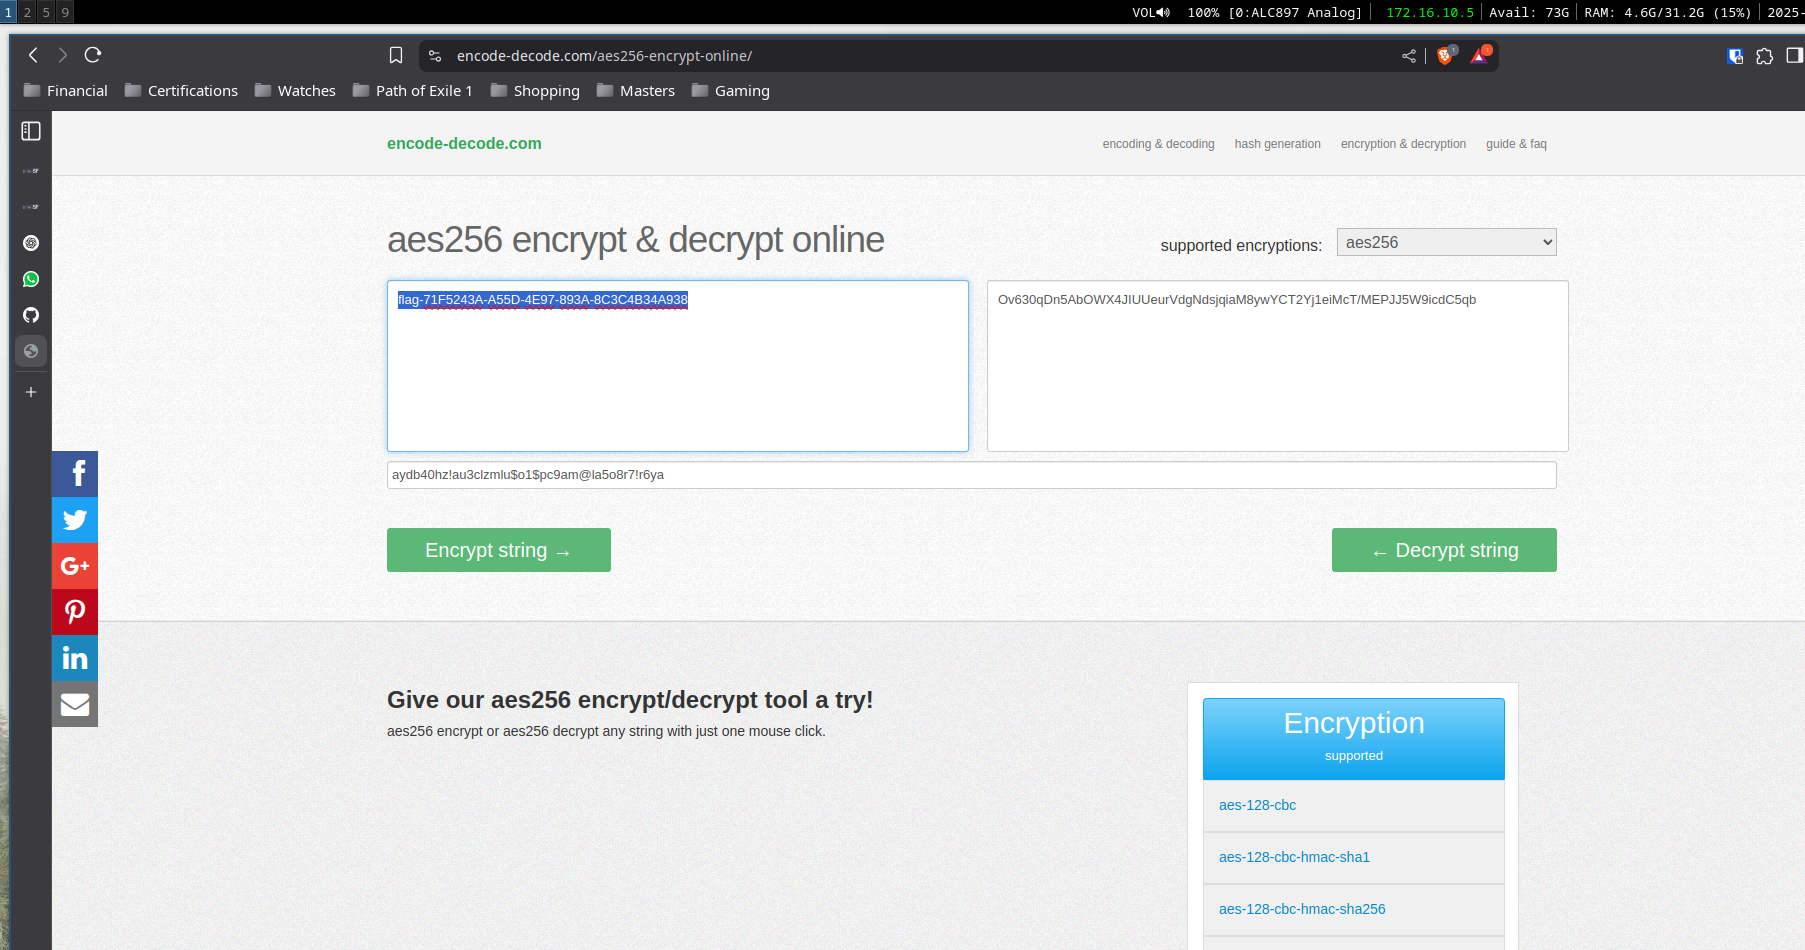 1 2 5 9
VOL 100% [0:ALC897 Analog] 172.16.10.5 Avail: 73G RAM: 4.6G/31.2G (15%) 2025-
encode-decode.com/aes256-encrypt-online/
Financial Certifications Watches Path of Exile 1 Shopping Masters Gaming
encode-decode.com encoding & decoding hash generation encryption & decryption guide & faq
aes256 encrypt & decrypt online supported encryptions: aes256
flag-71F5243A-A55D-4E97-893A-8C3C4B34A938 Ov630qDn5AbOWX4JIUUeurVdgNdsjqiaM8ywYCT2Yj1eiMcT/MEPJJ5W9icdC5qb
aydb40hz!au3clzmlu$o1$pc9am@la5o8r7!r6ya
Encrypt string → ← Decrypt string
Give our aes256 encrypt/decrypt tool a try!
aes256 encrypt or aes256 decrypt any string with just one mouse click.
Encryption
supported
aes-128-cbc
aes-128-cbc-hmac-sha1
aes-128-cbc-hmac-sha256